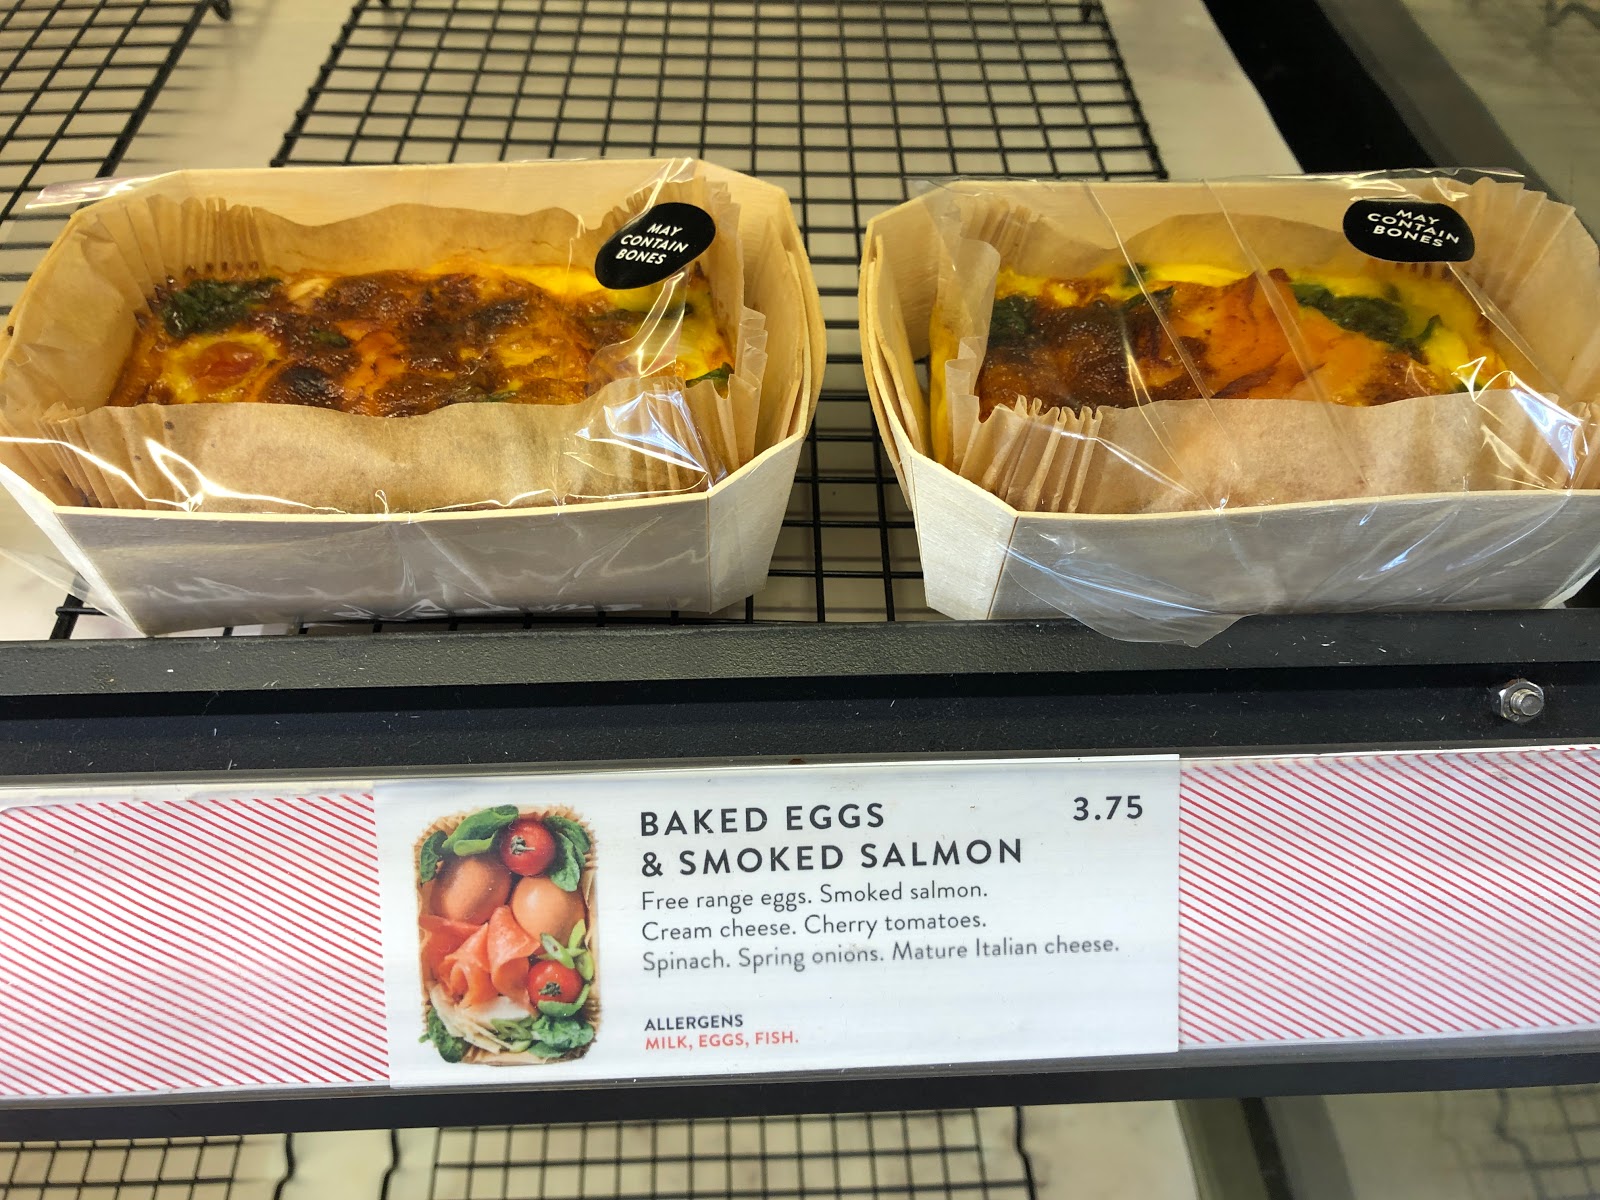 MAY
CONTAIN
BONES
MAY
CONTAIN
BONES
BAKED EGGS
& SMOKED SALMON
3.75
Free range eggs. Smoked salmon.
Cream cheese. Cherry tomatoes.
Spinach. Spring onions. Mature Italian cheese.
ALLERGENS
MILK, EGGS, FISH.